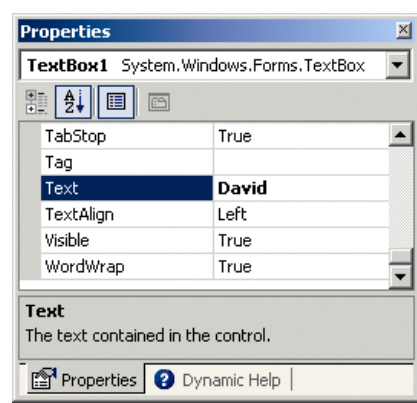 Properties
TextBox1 System.Windows.Forms.TextBox
A
Z
TabStop True
Tag
Text David
TextAlign Left
Visible True
WordWrap True
Text
The text contained in the control.
Properties ? Dynamic Help